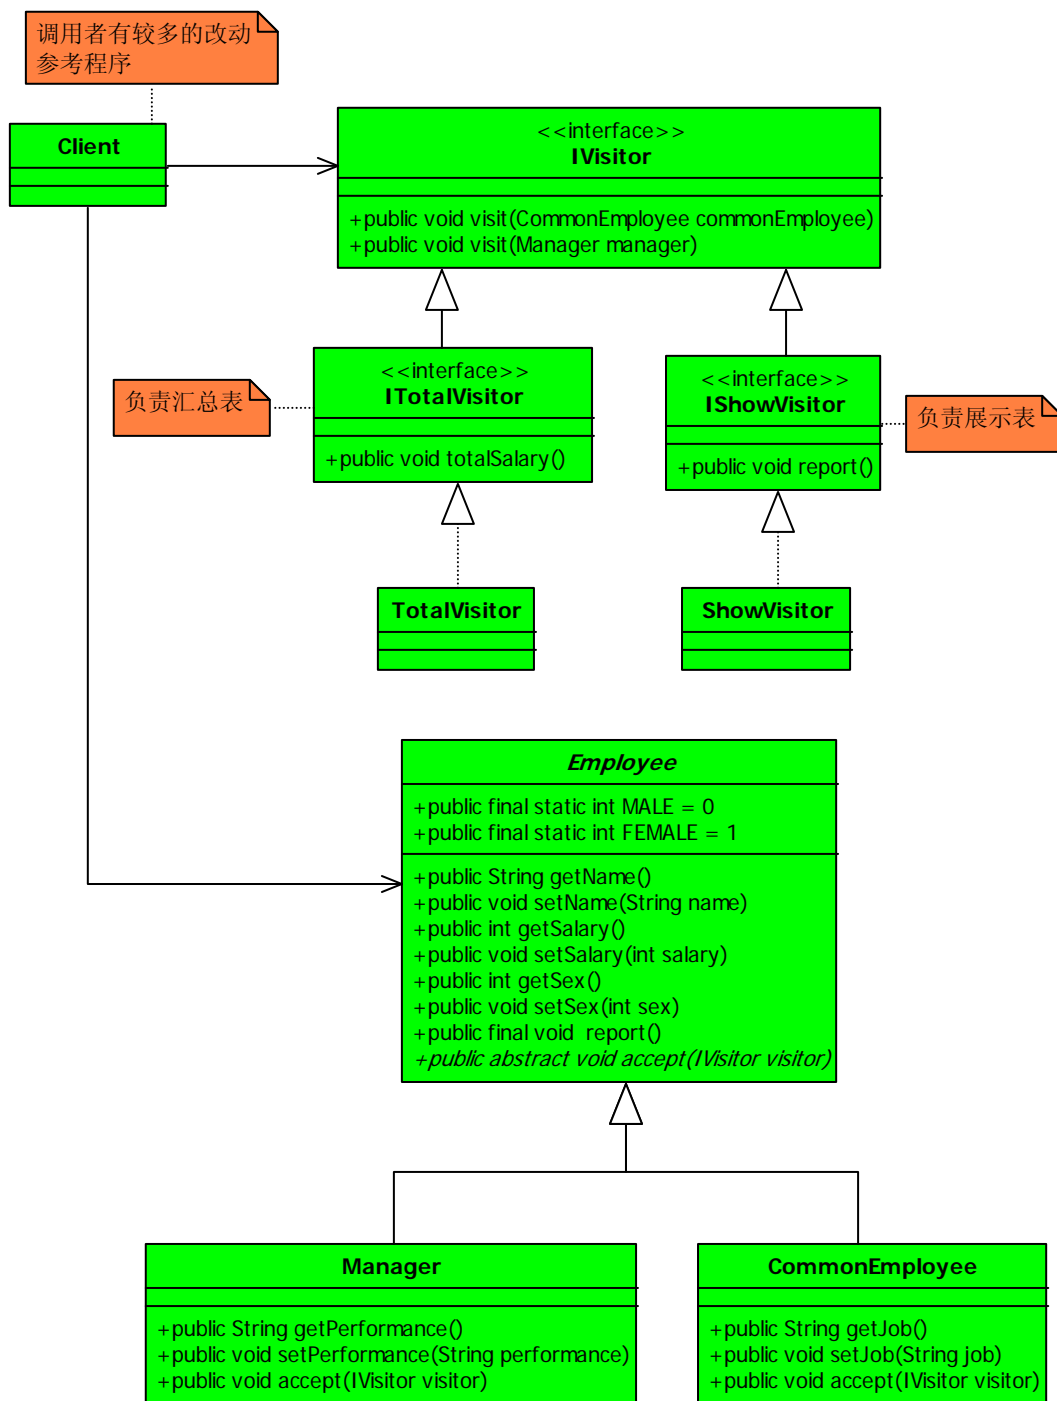 调用者有较多的改动
参考程序
Client
<<interface>>
IVisitor
+public void visit(CommonEmployee commonEmployee)
+public void visit(Manager manager)
<<interface>>
ITotalVisitor
+public void totalSalary()
负责汇总表
<<interface>>
IShowVisitor
+public void report()
负责展示表
TotalVisitor
ShowVisitor
Employee
+public final static int MALE = 0
+public final static int FEMALE = 1
+public String getName()
+public void setName(String name)
+public int getSalary()
+public void setSalary(int salary)
+public int getSex()
+public void setSex(int sex)
+public final void  report()
+public abstract void accept(IVisitor visitor)
Manager
+public String getPerformance()
+public void setPerformance(String performance)
+public void accept(IVisitor visitor)
CommonEmployee
+public String getJob()
+public void setJob(String job)
+public void accept(IVisitor visitor)